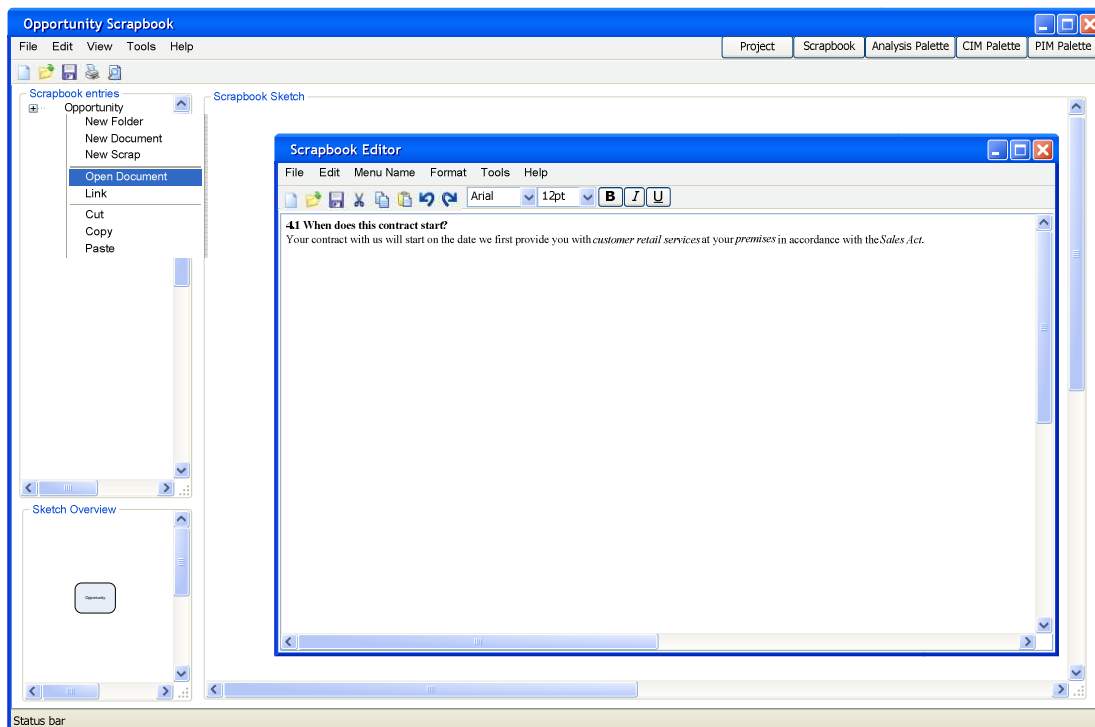 Opportunity Scrapbook
File Edit View Tools Help
Project Scrapbook Analysis Palette CIM Palette PIM Palette
Scrapbook entries
Opportunity
New Folder
New Document
New Scrap
Open Document
Link
Cut
Copy
Paste
Sketch Overview
Opportunity
Scrapbook Sketch
Scrapbook Editor
File Edit Menu Name Format Tools Help
Arial 12pt B I U
4.1 When does this contract start?
Your contract with us will start on the date we first provide you with customer retail services at your premises in accordance with the Sales Act.
Status bar